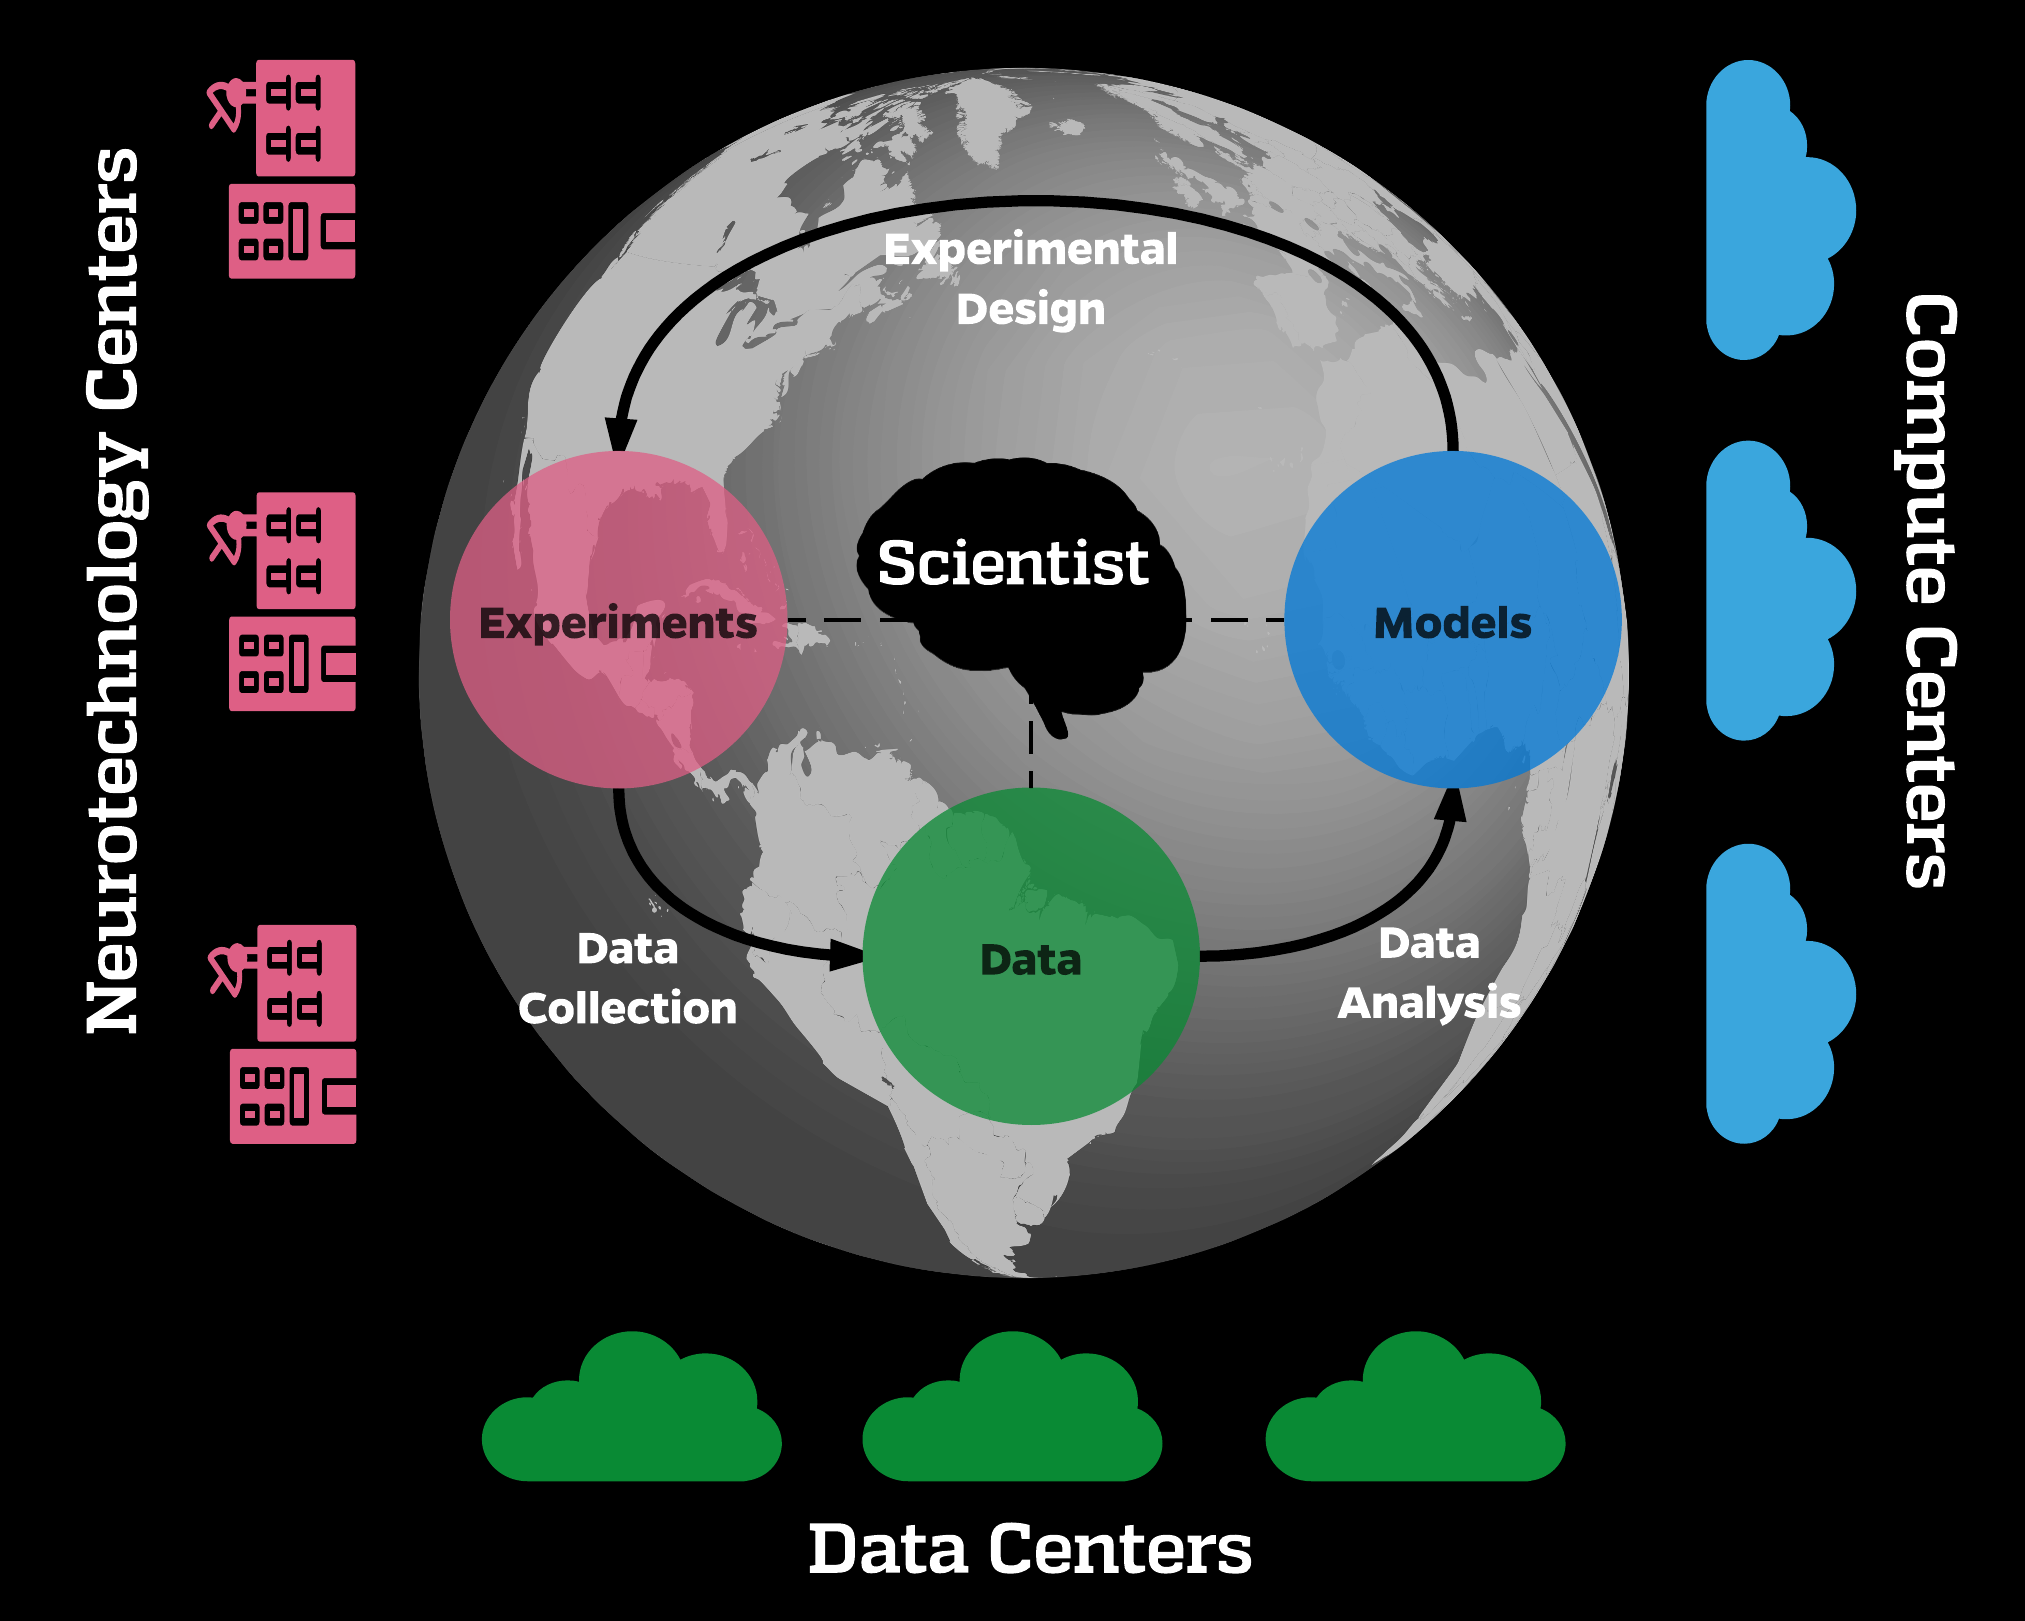 Neurotechnology Centers
Experimental
Design
Scientist
Experiments
Models
Data
Collection
Data
Data
Analysis
Compute Centers
Data Centers